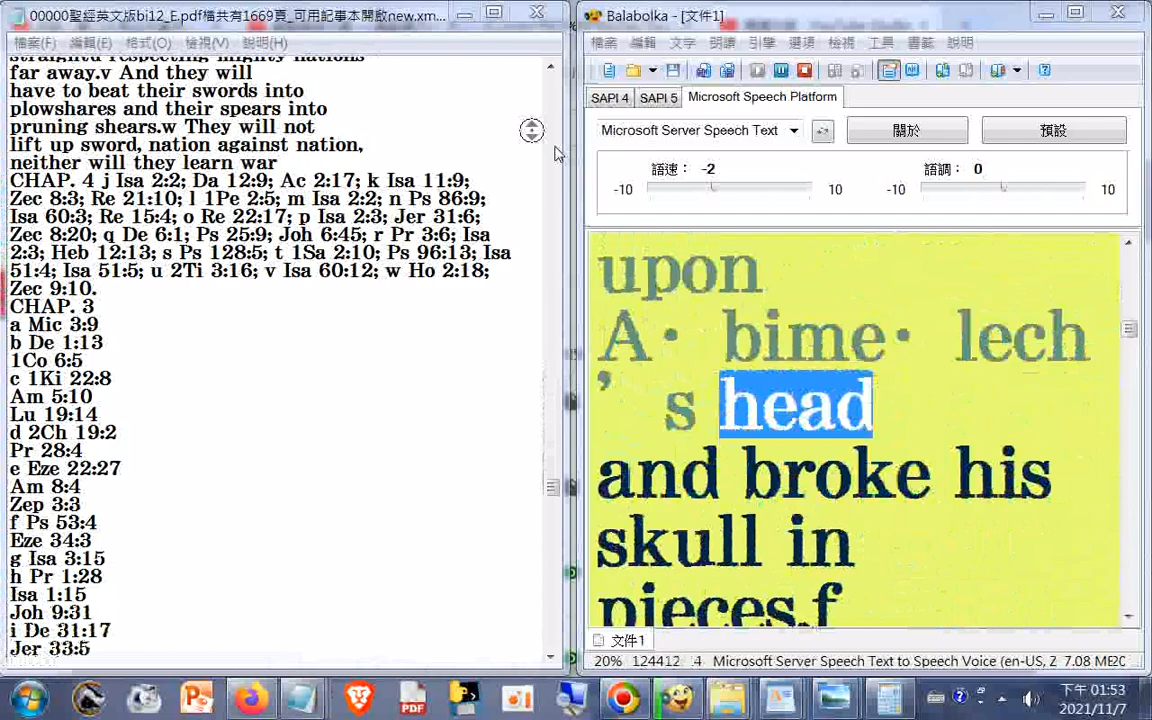 00000聖經英文版bi12_E.pdf檔共有1669頁_可用記事本開啟new.xm...
檔案(F) 編輯(E) 格式(O) 檢視(V) 說明(H)
far away.v And they will
have to beat their swords into
plowshares and their spears into
pruning shears.w They will not
lift up sword, nation against nation,
neither will they learn war
CHAP. 4 j Isa 2:2; Da 12:9; Ac 2:17; k Isa 11:9;
Zec 8:3; Re 21:10; l 1Pe 2:5; m Isa 2:2; n Ps 86:9;
Isa 60:3; Re 15:4; o Re 22:17; p Isa 2:3; Jer 31:6;
Zec 8:20; q De 6:1; Ps 25:9; Joh 6:45; r Pr 3:6; Isa
2:3; Heb 12:13; s Ps 128:5; t 1Sa 2:10; Ps 96:13; Isa
51:4; Isa 51:5; u 2Ti 3:16; v Isa 60:12; w Ho 2:18;
Zec 9:10.
CHAP. 3
a Mic 3:9
b De 1:13
1Co 6:5
c 1Ki 22:8
Am 5:10
Lu 19:14
d 2Ch 19:2
Pr 28:4
e Eze 22:27
Am 8:4
Zep 3:3
f Ps 53:4
Eze 34:3
g Isa 3:15
h Pr 1:28
Isa 1:15
Joh 9:31
i De 31:17
Jer 33:5
Balabolka - [文件1]
檔案 編輯 文字 朗讀 引擎 選項 檢視 工具 書籤 說明
SAPI 4 SAPI 5 Microsoft Speech Platform
Microsoft Server Speech Text 關於 預設
語速： -2 語調： 0
-10 10 -10 10
upon
A· bime· lech
’ s head
and broke his
skull in
pieces.f
文件1
20% 124412 .4 Microsoft Server Speech Text to Speech Voice (en-US, Z 7.08 ME
PDF
下午 01:53
2021/11/7